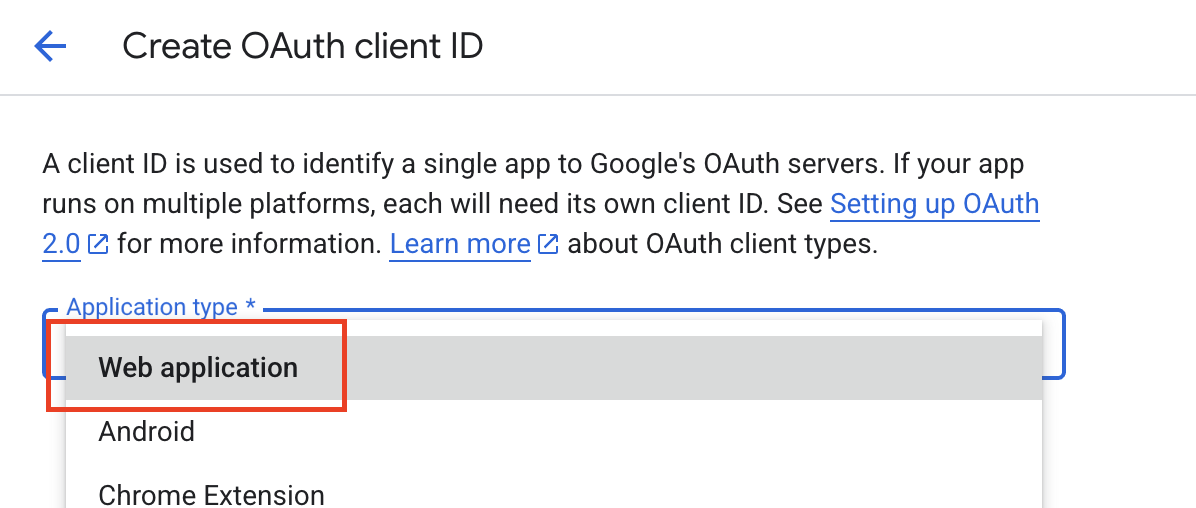 Create OAuth client ID
A client ID is used to identify a single app to Google's OAuth servers. If your app
runs on multiple platforms, each will need its own client ID. See Setting up OAuth
2.0 for more information. Learn more about OAuth client types.
Application type *
Web application
Android
Chrome Extension